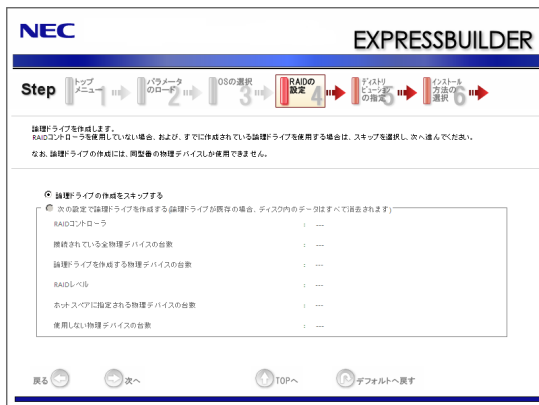 NEC
EXPRESSBUILDER
Step
トップ
メニュー 1
パラメータ
のロード 2
OSの選択
3
RAIDの
設定 4
ディストリ
ビューション
の指定 5
インストール
方法の
選択 6
論理ドライブを作成します。
RAIDコントローラを使用していない場合、および、すでに作成されている論理ドライブを使用する場合は、スキップを選択し、次へ進んでください。
なお、論理ドライブの作成には、同型番の物理デバイスしか使用できません。
論理ドライブの作成をスキップする
次の設定で論理ドライブを作成する(論理ドライブが既存の場合、ディスク内のデータはすべて消去されます)
RAIDコントローラ : ---
接続されている全物理デバイスの台数 : ---
論理ドライブを作成する物理デバイスの台数 : ---
RAIDレベル : ---
ホットスペアに指定される物理デバイスの台数 : ---
使用しない物理デバイスの台数 : ---
戻る 次へ TOPへ デフォルトへ戻す